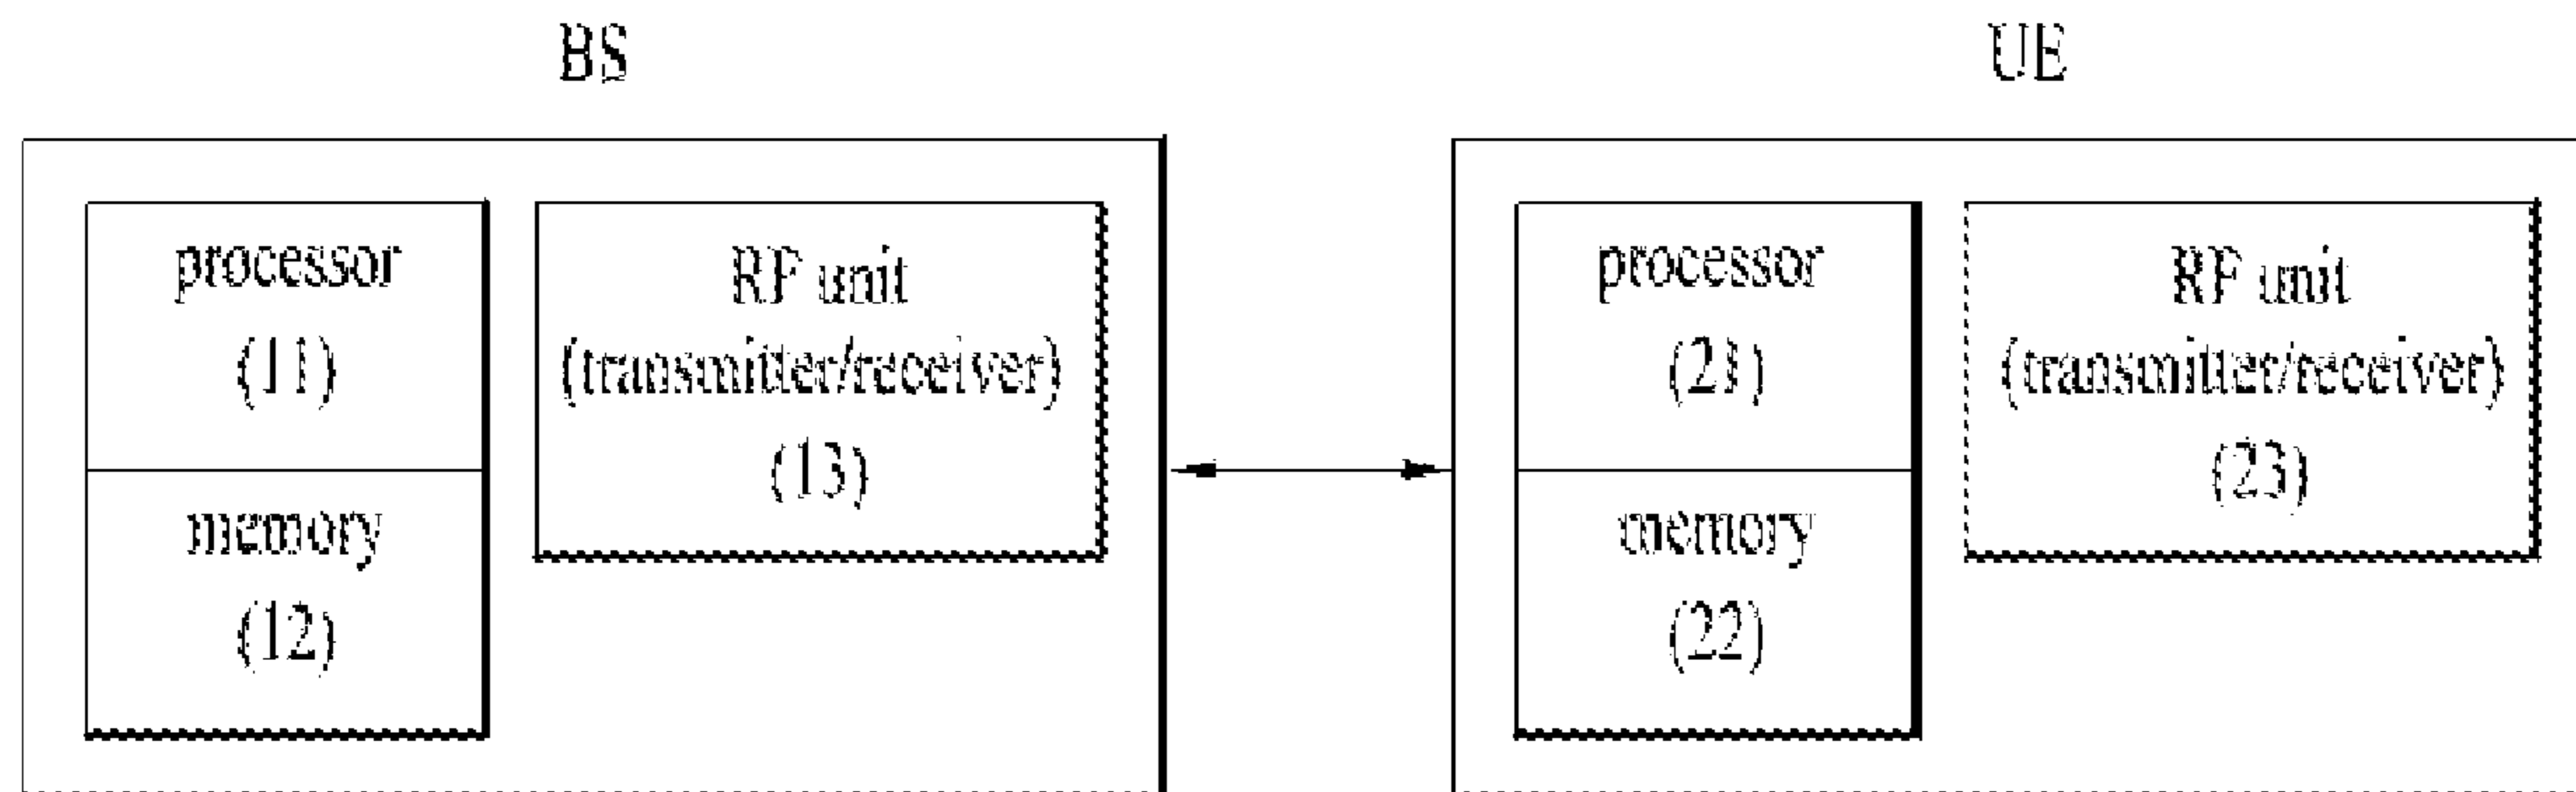 BS
processor
(11)
memory
(12)
RF unit
(transmitter/receiver)
(13)
UE
processor
(21)
memory
(22)
RF unit
(transmitter/receiver)
(23)